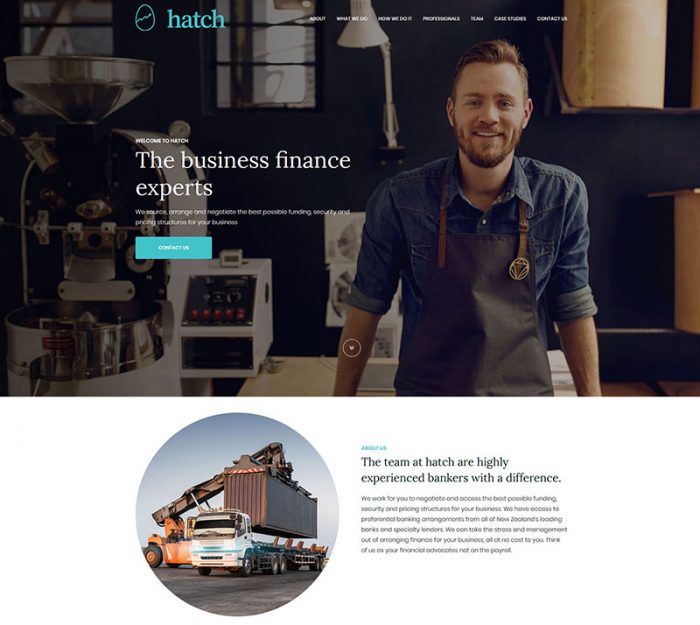 hatch
ABOUT WHAT WE DO HOW WE DO IT PROFESSIONALS TEAM CASE STUDIES CONTACT US
WELCOME TO HATCH
The business finance
experts
We source, arrange and negotiate the best possible funding, security and
pricing structures for your business
CONTACT US
ABOUT US
The team at hatch are highly
experienced bankers with a difference.
We work for you to negotiate and access the best possible funding,
security and pricing structures for your business. We have access to
preferential banking arrangements from all of New Zealand's leading
banks and specialty lenders. We can take the stress and management
out of arranging finance for your business, all at no cost to you. Think
of us as your financial advocates not on the payroll.